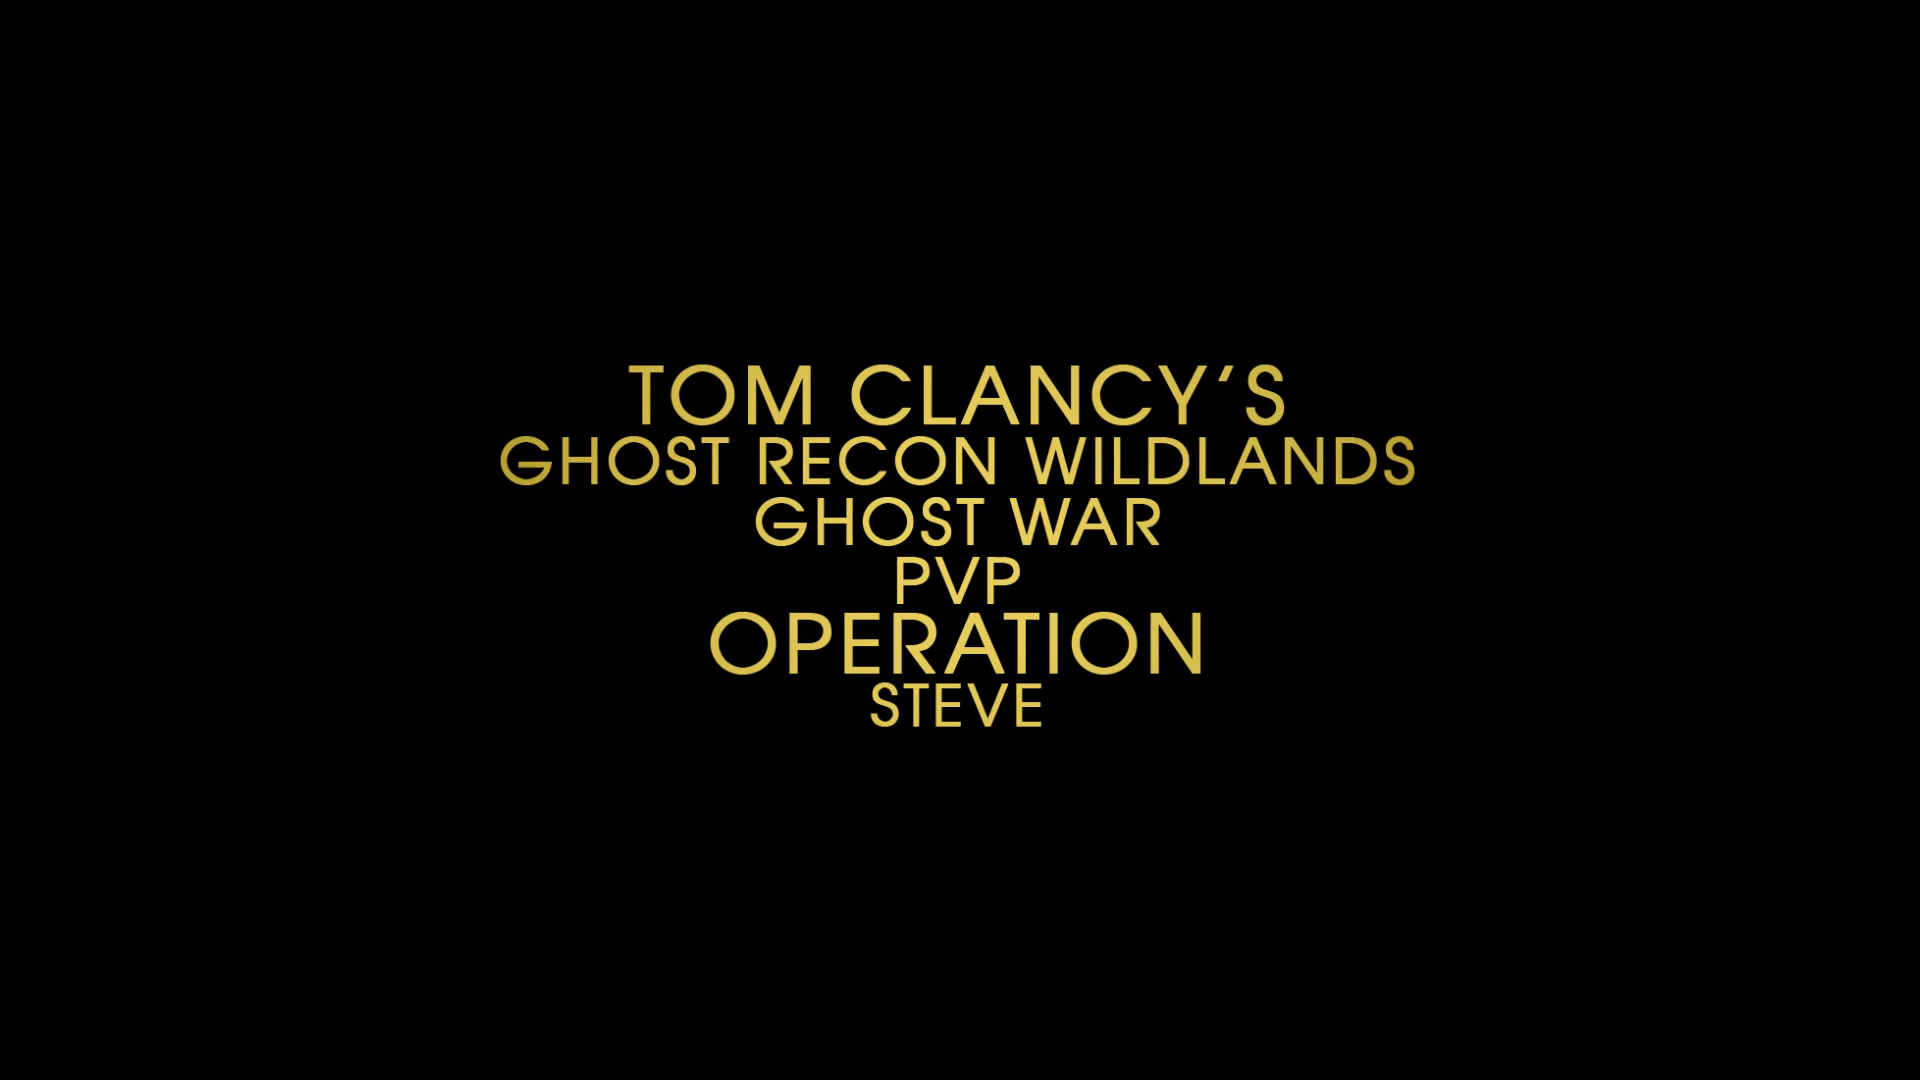 TOM CLANCY’S
GHOST RECON WILDLANDS
GHOST WAR
PVP
OPERATION
STEVE